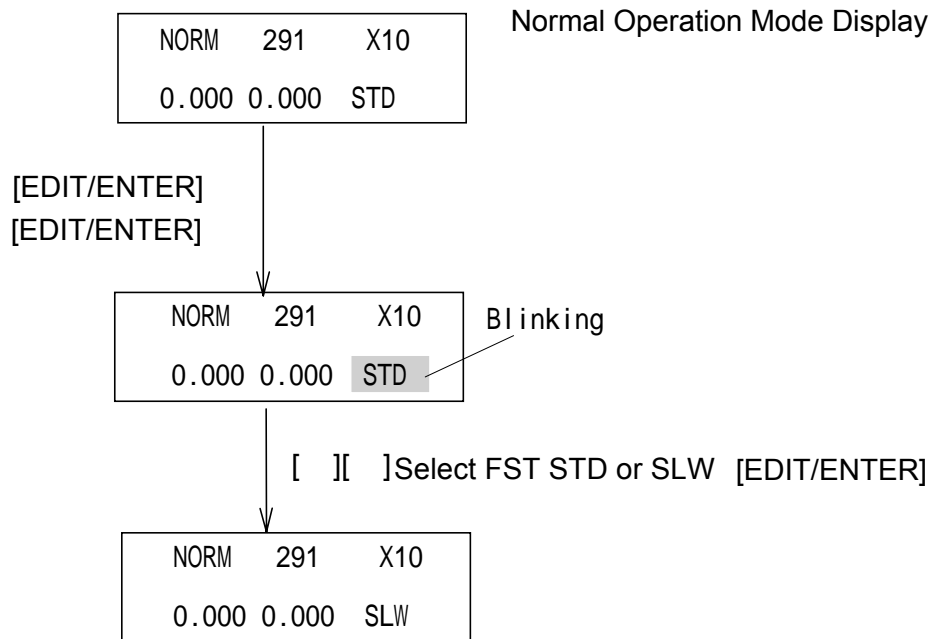 Normal Operation Mode Display
NORM 291 X10
0.000 0.000 STD
[EDIT/ENTER]
[EDIT/ENTER]
NORM 291 X10
0.000 0.000 STD
Blinking
[ ][ ]Select FST STD or SLW [EDIT/ENTER]
NORM 291 X10
0.000 0.000 SLW